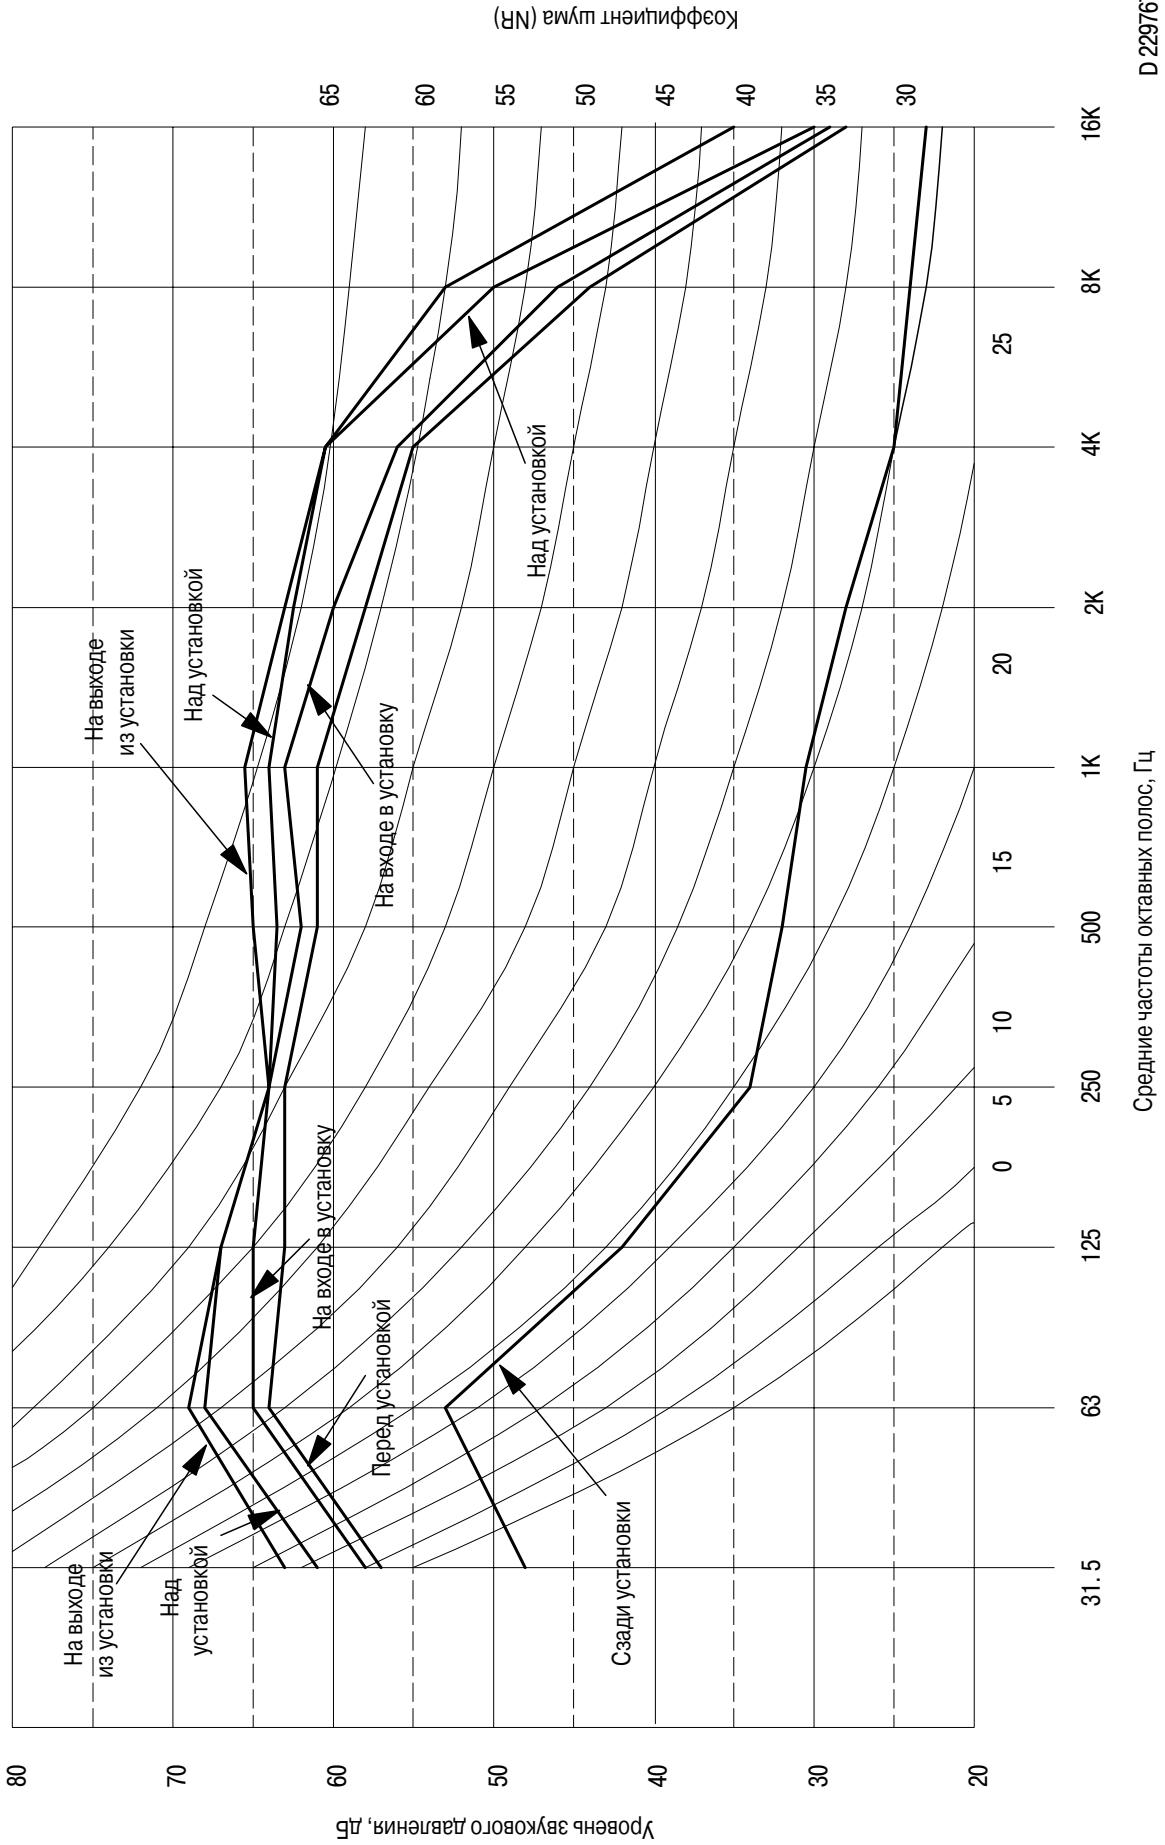 Коэффициент шума (NR)
65
60
55
50
45
40
35
30
25
20
15
10
5
0
80
70
60
50
40
30
20
Уровень звукового давления, дБ
31.5
63
125
250
500
1K
2K
4K
8K
16K
Средние частоты октавных полос, Гц
На выходе
из установки
Над
установкой
На входе в установку
Перед установкой
Сзади установки
На выходе
из установки
Над установкой
На входе в установку
Над установкой